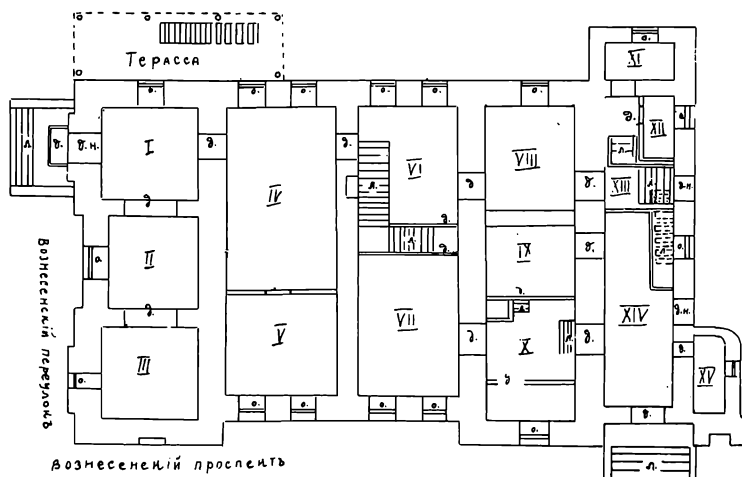 Терасса
о.
XI
о. о. о. о. о. о.
д.
XII
о.
л. д. д.н. I д. IV д. VI VIII
л.
л. д. д. XIII л. д.н.
д. л. д.
II IX д. л. о.
о.
д. д.
Вознесенскій переулокъ
V VII л. XIV д.н.
III д. X л. д. д.
о. д. XV
о. о. о. о. д.
о.
Вознесенскій проспектъ
л.